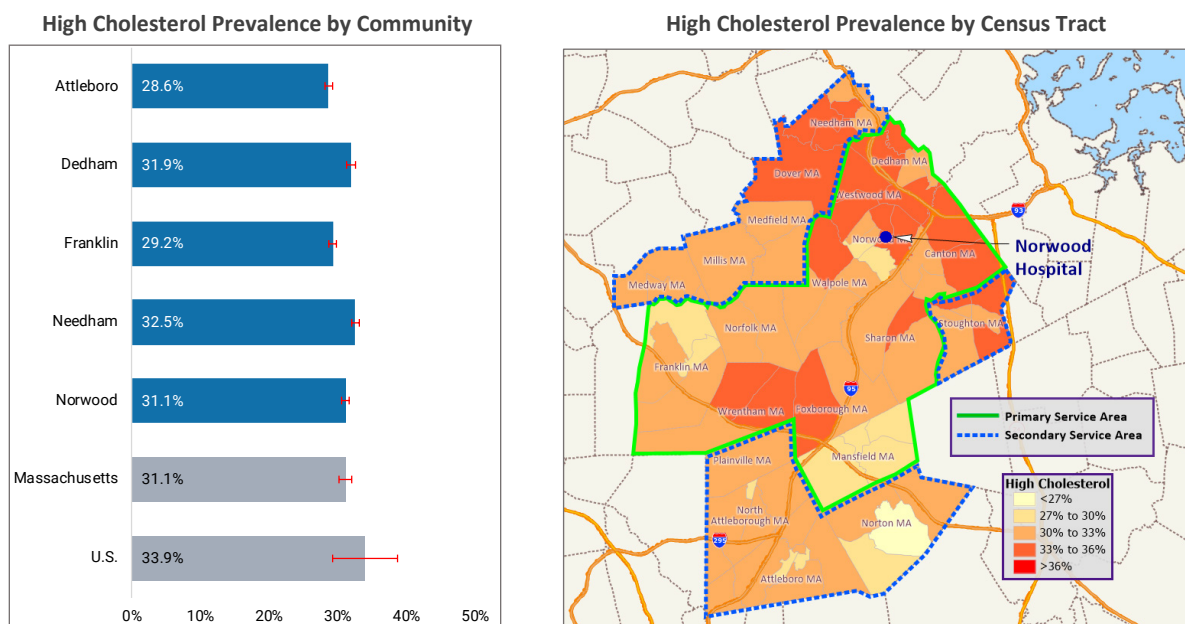 High Cholesterol Prevalence by Community
Attleboro
28.6%
Dedham
31.9%
Franklin
29.2%
Needham
32.5%
Norwood
31.1%
Massachusetts
31.1%
U.S.
33.9%
0%
10%
20%
30%
40%
50%
High Cholesterol Prevalence by Census Tract
Needham MA
Dedham MA
Dover MA
Westwood MA
Medfield MA
93
Norwood MA
Norwood
Hospital
Canton MA
Millis MA
Medway MA
Walpole MA
Norfolk MA
Sharon MA
Stoughton MA
Franklin MA
95
Wrentham MA
Foxborough MA
Primary Service Area
Secondary Service Area
Mansfield MA
Plainville MA
High Cholesterol
<27%
27% to 30%
30% to 33%
33% to 36%
>36%
North
Attleborough MA
Norton MA
295
Attleboro MA